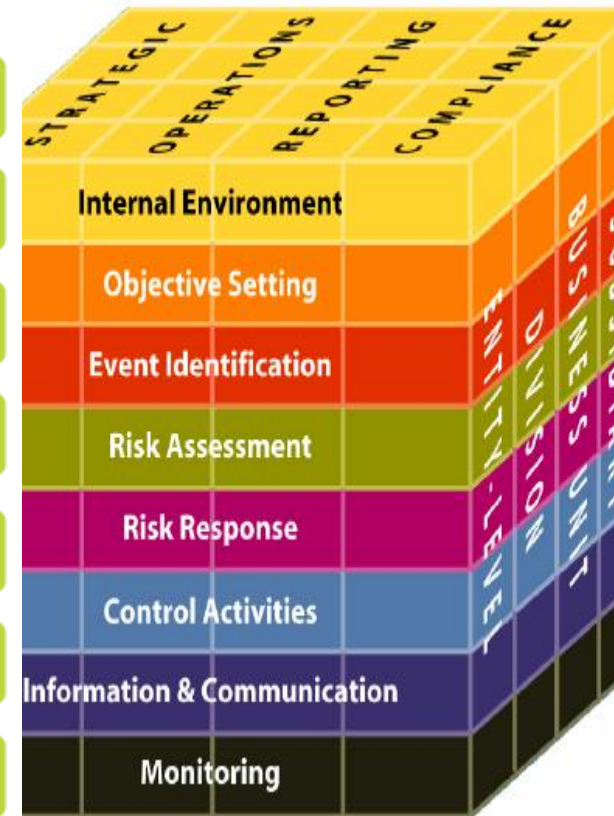 STRATEGIC
OPERATIONS
REPORTING
COMPLIANCE
Internal Environment
Objective Setting
Event Identification
Risk Assessment
Risk Response
Control Activities
Information & Communication
Monitoring
ENTITY-LEVEL
DIVISION
BUSINESS UNIT